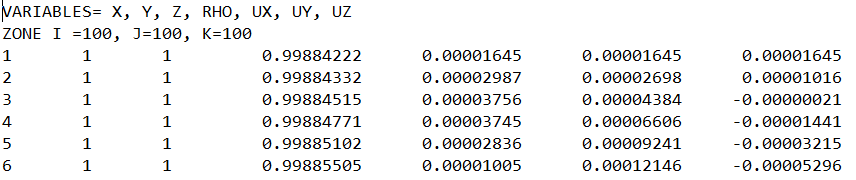 VARIABLES= X, Y, Z, RHO, UX, UY, UZ
ZONE I =100, J=100, K=100
1 1 1 0.99884222 0.00001645 0.00001645 0.00001645
2 1 1 0.99884332 0.00002987 0.00002698 0.00001016
3 1 1 0.99884515 0.00003756 0.00004384 -0.00000021
4 1 1 0.99884771 0.00003745 0.00006606 -0.00001441
5 1 1 0.99885102 0.00002836 0.00009241 -0.00003215
6 1 1 0.99885505 0.00001005 0.00012146 -0.00005296